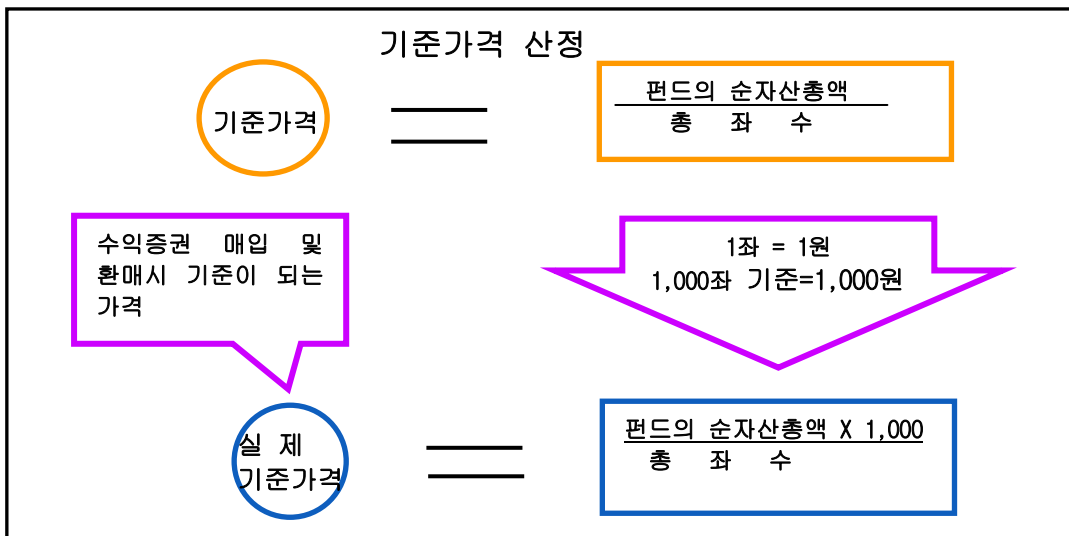 기준가격 산정
기준가격
펀드의 순자산총액
총 좌 수
수익증권 매입 및
환매시 기준이 되는
가격
1좌 = 1원
1,000좌 기준=1,000원
실 제
기준가격
펀드의 순자산총액 X 1,000
총 좌 수